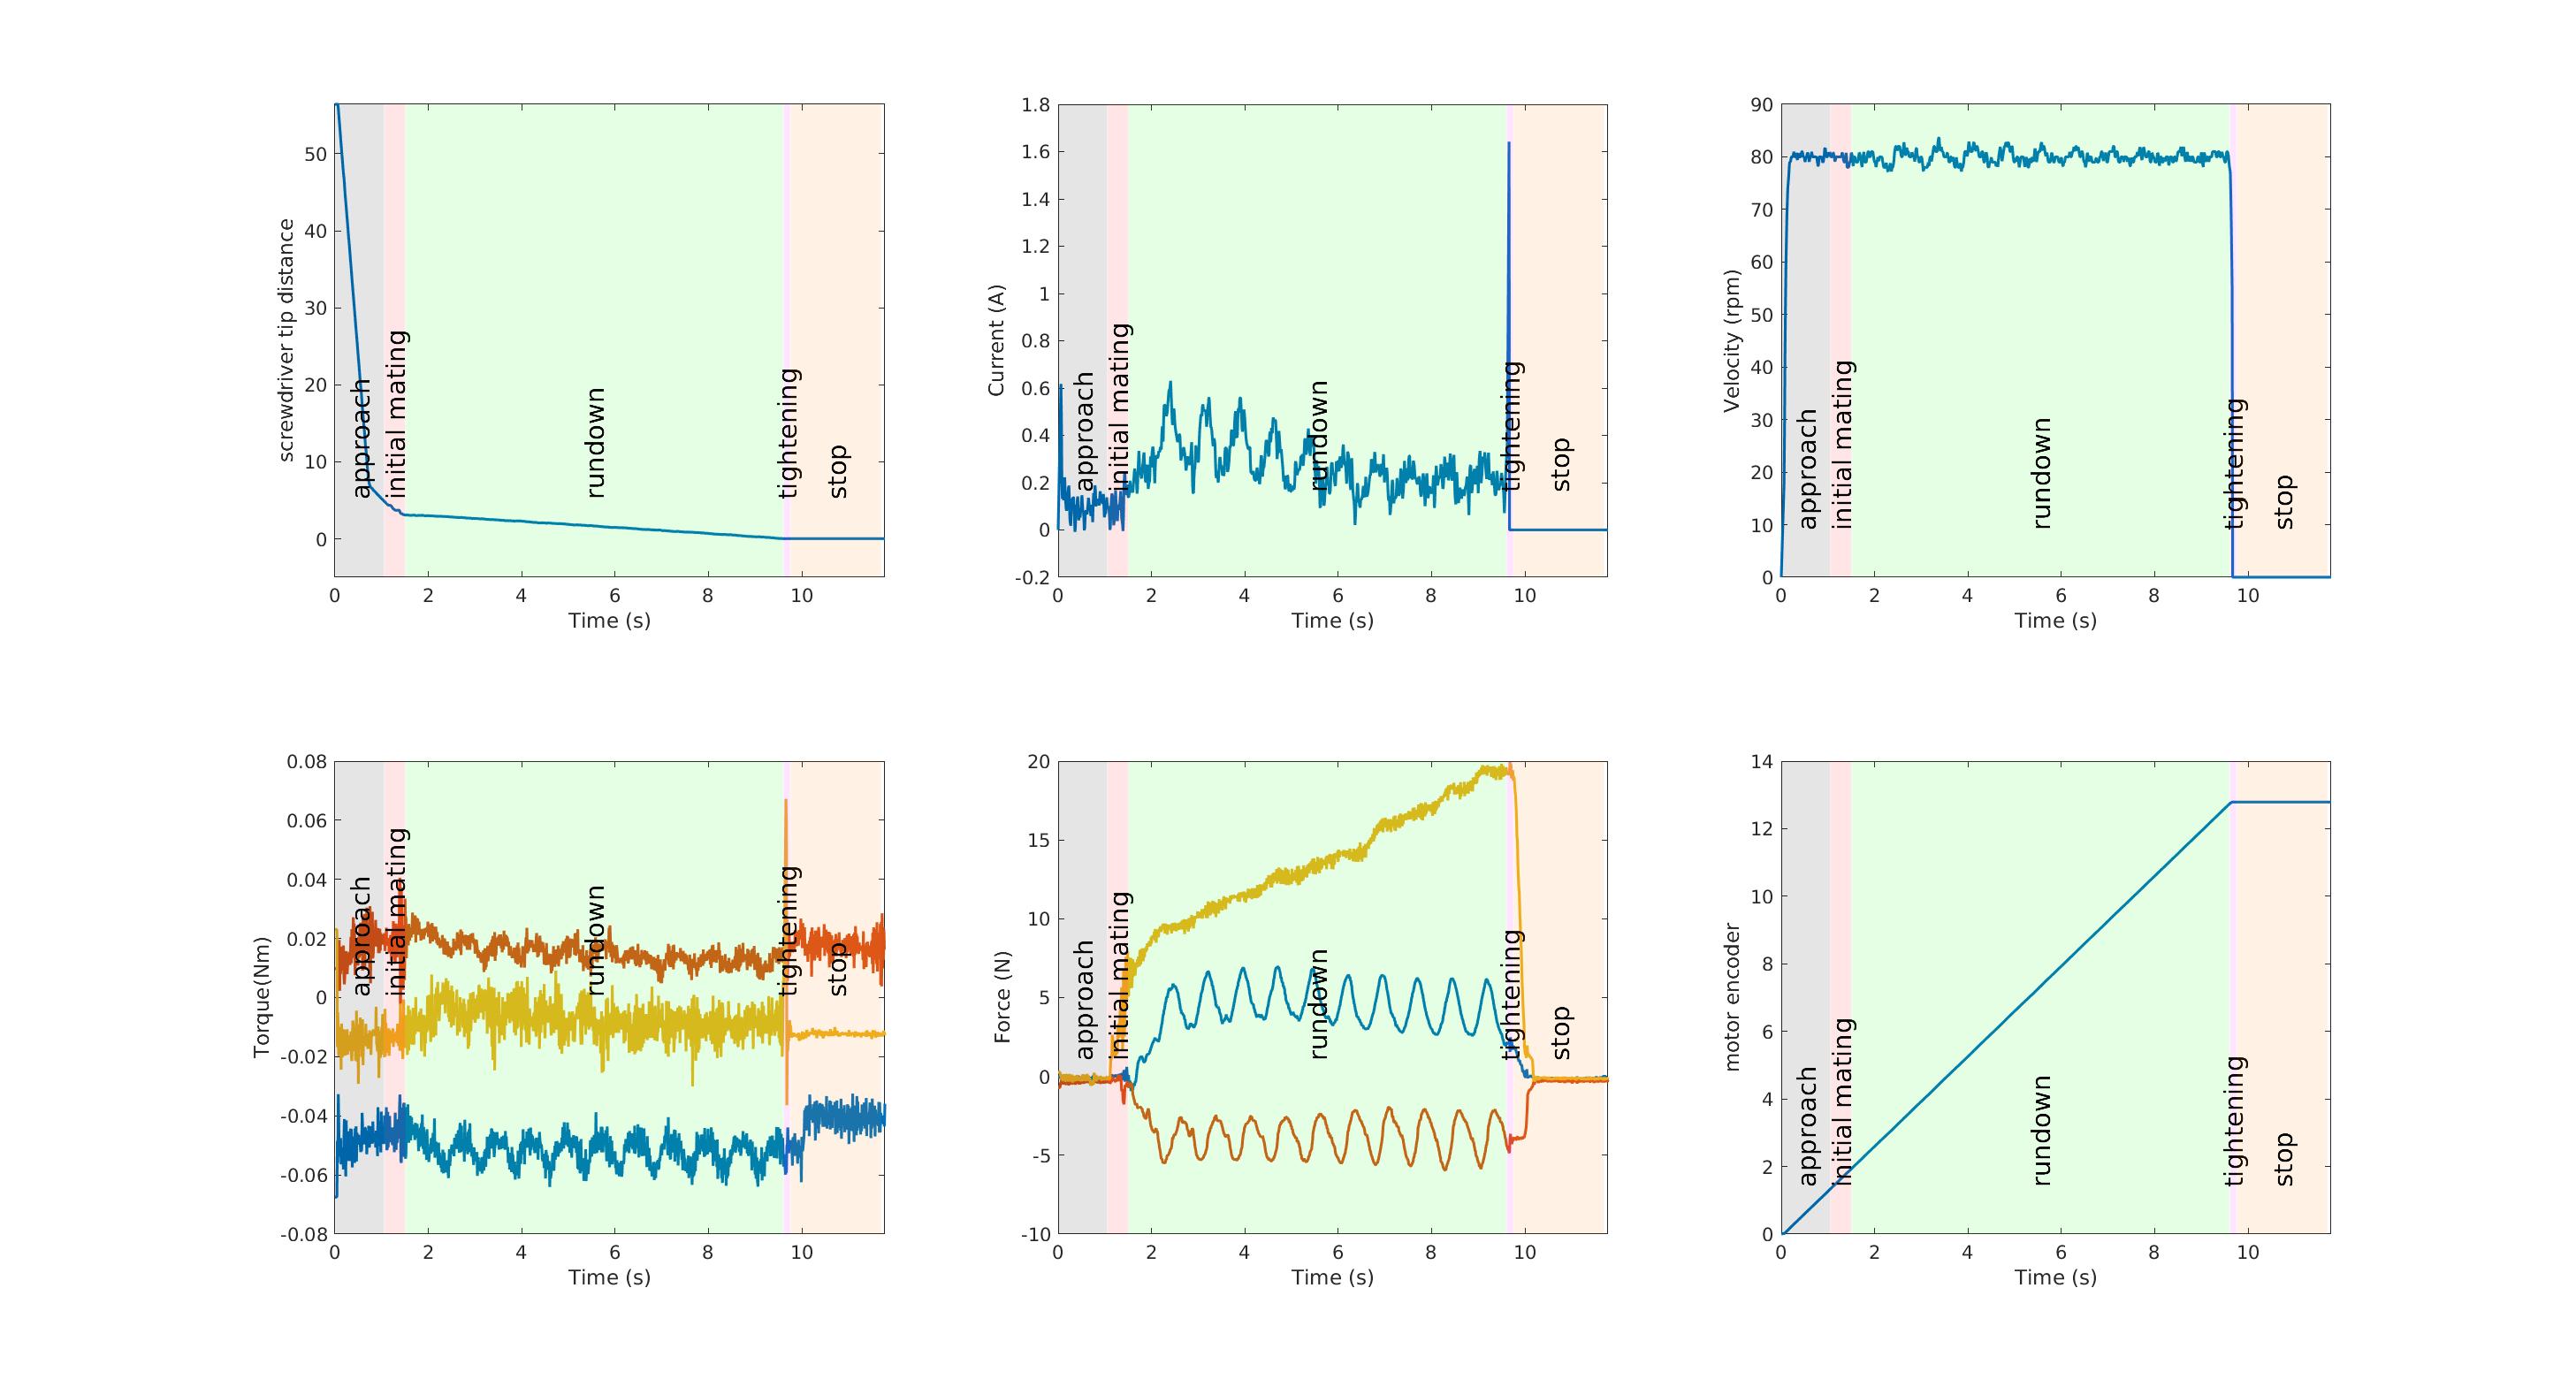 screwdriver tip distance
50
40
30
20
10
0
approach
initial mating
rundown
tightening
stop
0 2 4 6 8 10
Time (s)
Current (A)
1.8
1.6
1.4
1.2
1
0.8
0.6
0.4
0.2
0
-0.2
approach
initial mating
rundown
tightening
stop
0 2 4 6 8 10
Time (s)
Velocity (rpm)
90
80
70
60
50
40
30
20
10
0
approach
initial mating
rundown
tightening
stop
0 2 4 6 8 10
Time (s)
Torque(Nm)
0.08
0.06
0.04
0.02
0
-0.02
-0.04
-0.06
-0.08
approach
initial mating
rundown
tightening
stop
0 2 4 6 8 10
Time (s)
Force (N)
20
15
10
5
0
-5
-10
approach
initial mating
rundown
tightening
stop
0 2 4 6 8 10
Time (s)
motor encoder
14
12
10
8
6
4
2
0
approach
initial mating
rundown
tightening
stop
0 2 4 6 8 10
Time (s)